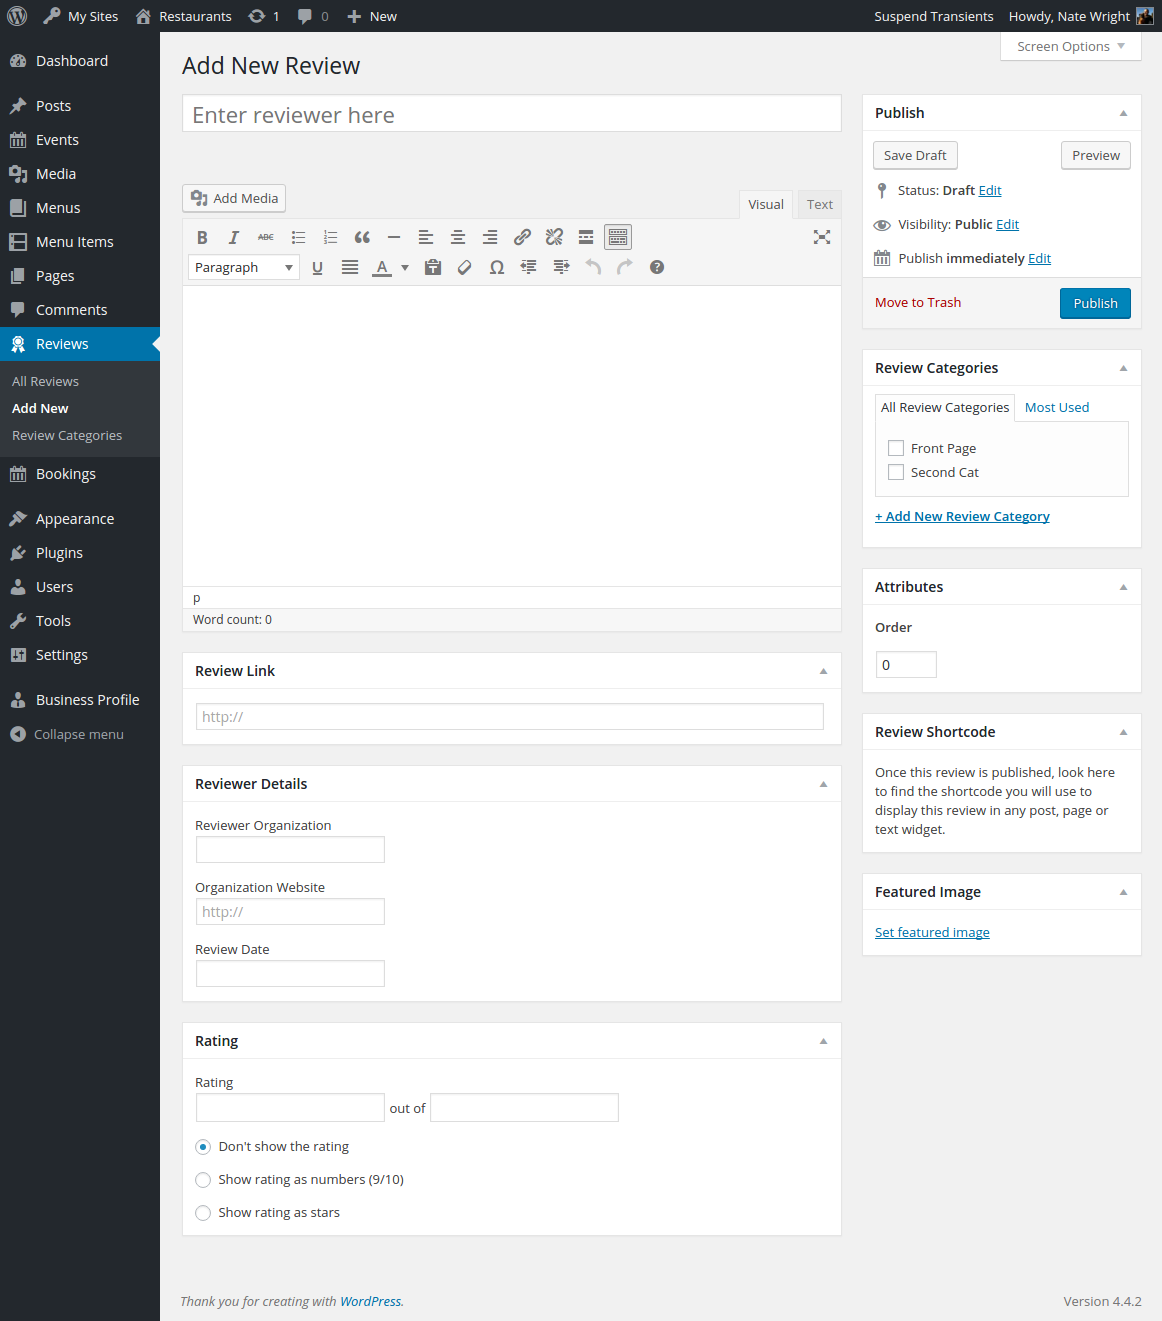 My Sites
Restaurants
1
0
New
Suspend Transients
Howdy, Nate Wright
Dashboard
Posts
Events
Media
Menus
Menu Items
Pages
Comments
Reviews
All Reviews
Add New
Review Categories
Bookings
Appearance
Plugins
Users
Tools
Settings
Business Profile
Collapse menu
Screen Options
Add New Review
Enter reviewer here
Add Media
Visual
Text
B I ABC
Paragraph
U A Ω ?
p
Word count: 0
Review Link
http://
Reviewer Details
Reviewer Organization
Organization Website
http://
Review Date
Rating
Rating
out of
Don't show the rating
Show rating as numbers (9/10)
Show rating as stars
Publish
Save Draft
Preview
Status: Draft Edit
Visibility: Public Edit
Publish immediately Edit
Move to Trash
Publish
Review Categories
All Review Categories
Most Used
Front Page
Second Cat
+ Add New Review Category
Attributes
Order
0
Review Shortcode
Once this review is published, look here
to find the shortcode you will use to
display this review in any post, page or
text widget.
Featured Image
Set featured image
Thank you for creating with WordPress.
Version 4.4.2